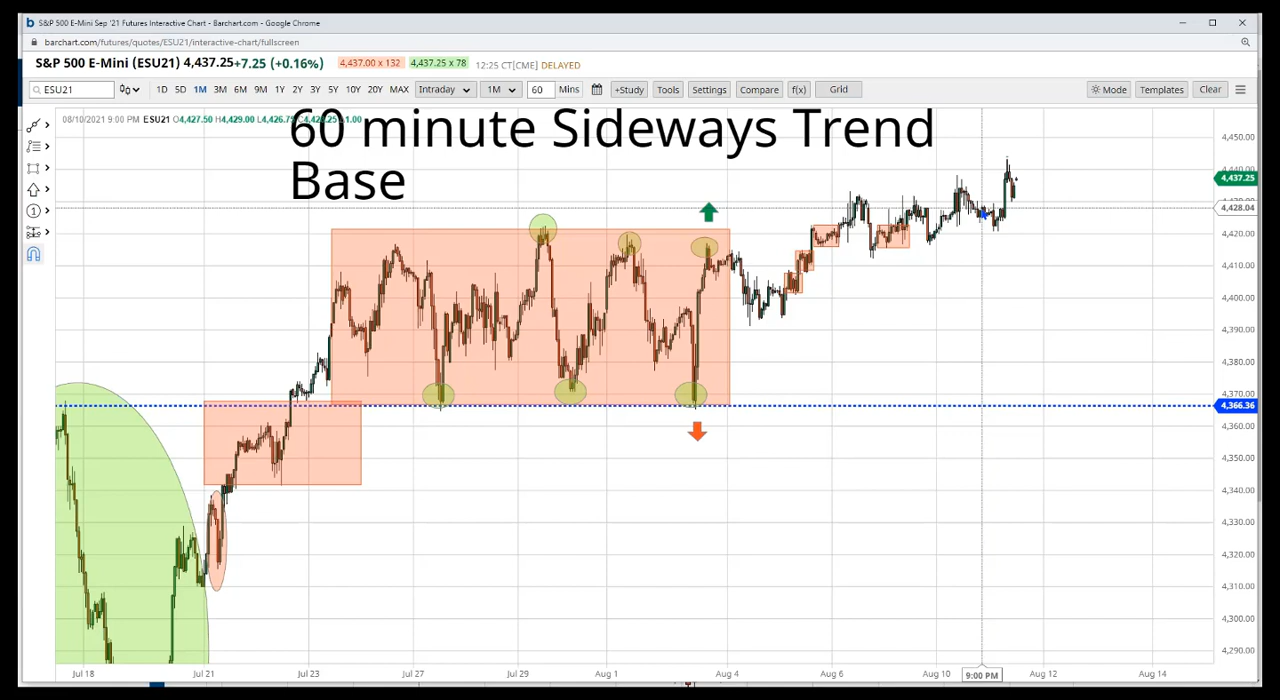 S&P 500 E-Mini Sep '21 Futures Interactive Chart - Barchart.com - Google Chrome
barchart.com/futures/quotes/ESU21/interactive-chart/fullscreen
S&P 500 E-Mini (ESU21) 4,437.25 +7.25 (+0.16%) 4,437.00 x 132 4,437.25 x 78 12:25 CT[CME] DELAYED
ESU21 1D 5D 1M 3M 6M 9M 1Y 2Y 3Y 5Y 10Y 20Y MAX Intraday 1M 60 Mins +Study Tools Settings Compare f(x) Grid Mode Templates Clear
08/10/2021 9:00 PM ESU21 O4,427.50 H4,429.00
60 minute Sideways Trend
Base
4,450.00
4,437.25
4,428.04
4,420.00
4,410.00
4,400.00
4,390.00
4,380.00
4,370.00
4,366.36
4,360.00
4,350.00
4,340.00
4,330.00
4,320.00
4,310.00
4,300.00
4,290.00
Jul 18 Jul 21 Jul 23 Jul 27 Jul 29 Aug 1 Aug 4 Aug 6 Aug 10 9:00 PM Aug 12 Aug 14